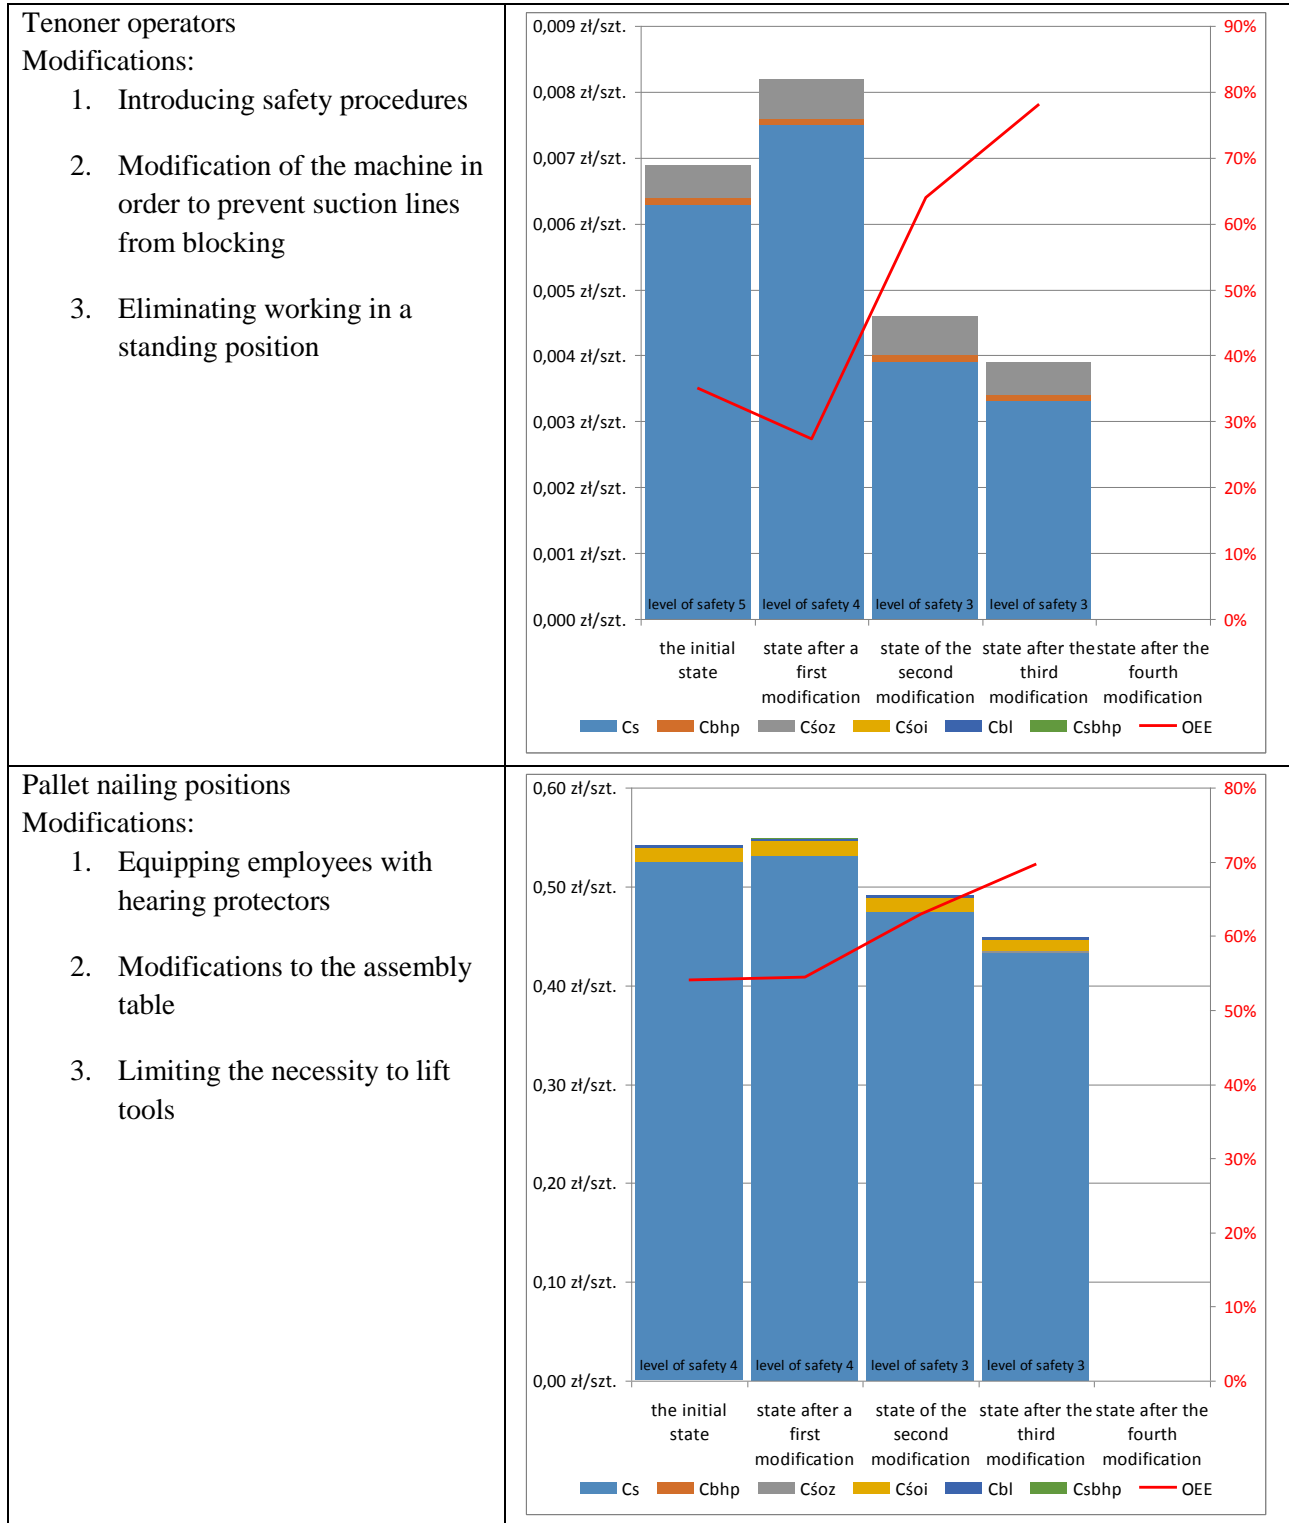 Tenoner operators
Modifications:
1. Introducing safety procedures
2. Modification of the machine in
order to prevent suction lines
from blocking
3. Eliminating working in a
standing position
0,009 zł/szt.
0,008 zł/szt.
0,007 zł/szt.
0,006 zł/szt.
0,005 zł/szt.
0,004 zł/szt.
0,003 zł/szt.
0,002 zł/szt.
0,001 zł/szt.
0,000 zł/szt.
90%
80%
70%
60%
50%
40%
30%
20%
10%
0%
level of safety 5 level of safety 4 level of safety 3 level of safety 3
the initial state after a state of the state after the state after the
state first second third fourth
modification modification modification modification
Cs Cbhp Cśoz Cśoi Cbl Csbhp OEE
Pallet nailing positions
Modifications:
1. Equipping employees with
hearing protectors
2. Modifications to the assembly
table
3. Limiting the necessity to lift
tools
0,60 zł/szt.
0,50 zł/szt.
0,40 zł/szt.
0,30 zł/szt.
0,20 zł/szt.
0,10 zł/szt.
0,00 zł/szt.
80%
70%
60%
50%
40%
30%
20%
10%
0%
level of safety 4 level of safety 4 level of safety 3 level of safety 3
the initial state after a state of the state after the state after the
state first second third fourth
modification modification modification modification
Cs Cbhp Cśoz Cśoi Cbl Csbhp OEE